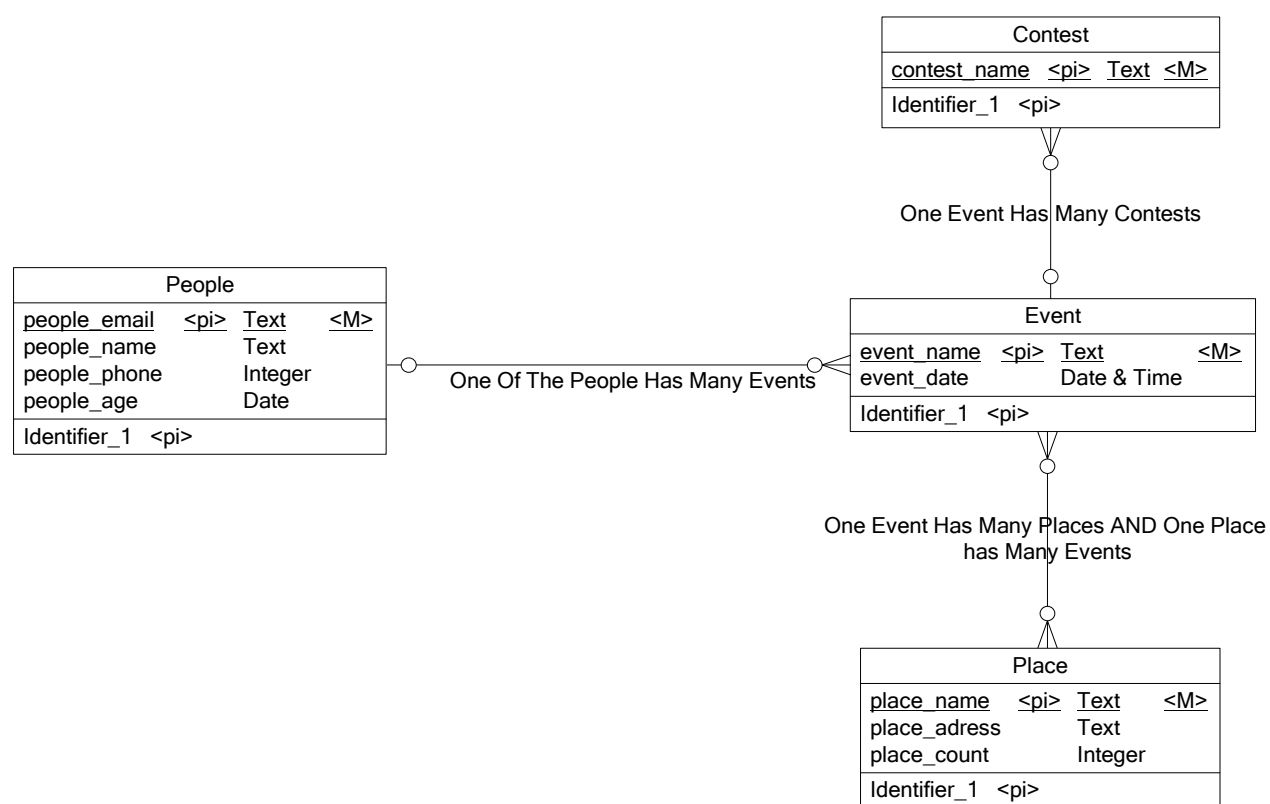 Contest
contest_name <pi> Text <M>
Identifier_1 <pi>
One Event Has Many Contests
People
people_email <pi> Text <M>
people_name Text
people_phone Integer
people_age Date
Identifier_1 <pi>
One Of The People Has Many Events
Event
event_name <pi> Text <M>
event_date Date & Time
Identifier_1 <pi>
One Event Has Many Places AND One Place
has Many Events
Place
place_name <pi> Text <M>
place_adress Text
place_count Integer
Identifier_1 <pi>